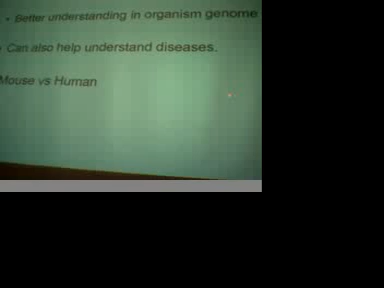 • Better understanding in organism genome
• Can also help understand diseases.
Mouse vs Human